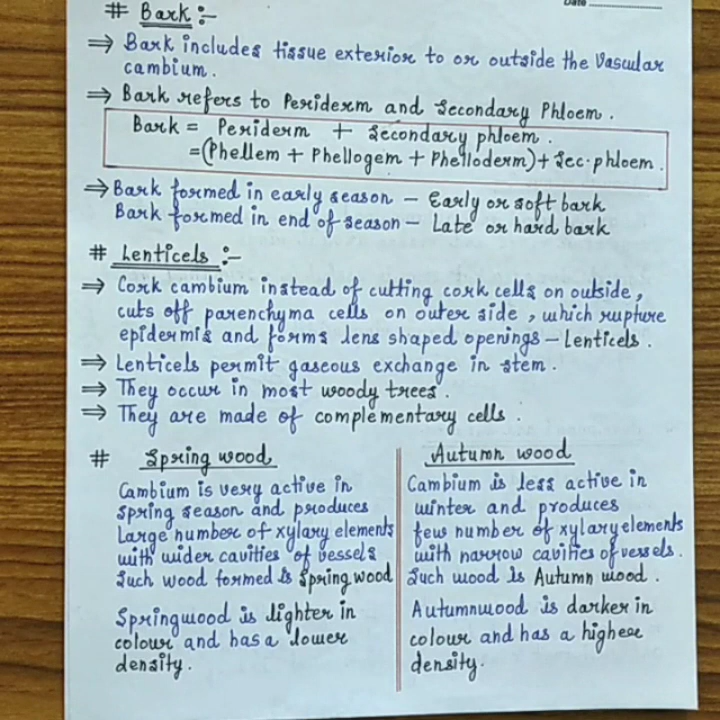 Date
# Bark :-
⇒ Bark includes tissue exterior to or outside the Vascular
cambium.
⇒ Bark refers to Periderm and Secondary Phloem.
Bark = Periderm + Secondary phloem.
=(Phellem + Phellogem + Phelloderm)+ Sec. phloem.
⇒ Bark formed in early season - Early or soft bark
Bark formed in end of season - Late or hard bark
# Lenticels :-
⇒ Cork cambium instead of cutting cork cells on outside,
cuts off parenchyma cells on outer side, which rupture
epidermis and forms lens shaped openings - Lenticels.
⇒ Lenticels permit gaseous exchange in stem.
⇒ They occur in most woody trees.
⇒ They are made of complementary cells.
# Spring wood
Cambium is very active in
Spring season and produces
Large number of xylary elements
with wider cavities of vessels
Such wood formed is Spring wood
Springwood is lighter in
colour and has a lower
density.
Autumn wood
Cambium is less active in
winter and produces
few number of xylary elements
with narrow cavities of vessels.
Such wood is Autumn wood.
Autumnwood is darker in
colour and has a higher
density.